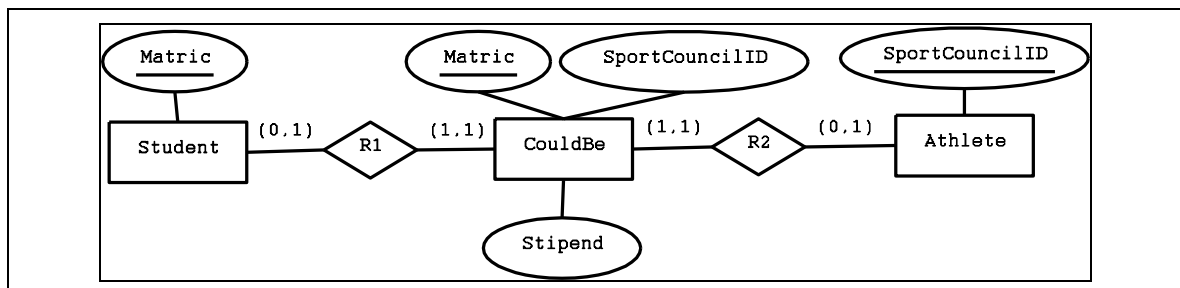 Matric
Matric
SportCouncilID
SportCouncilID
Student
(0,1)
R1
(1,1)
CouldBe
(1,1)
R2
(0,1)
Athlete
Stipend